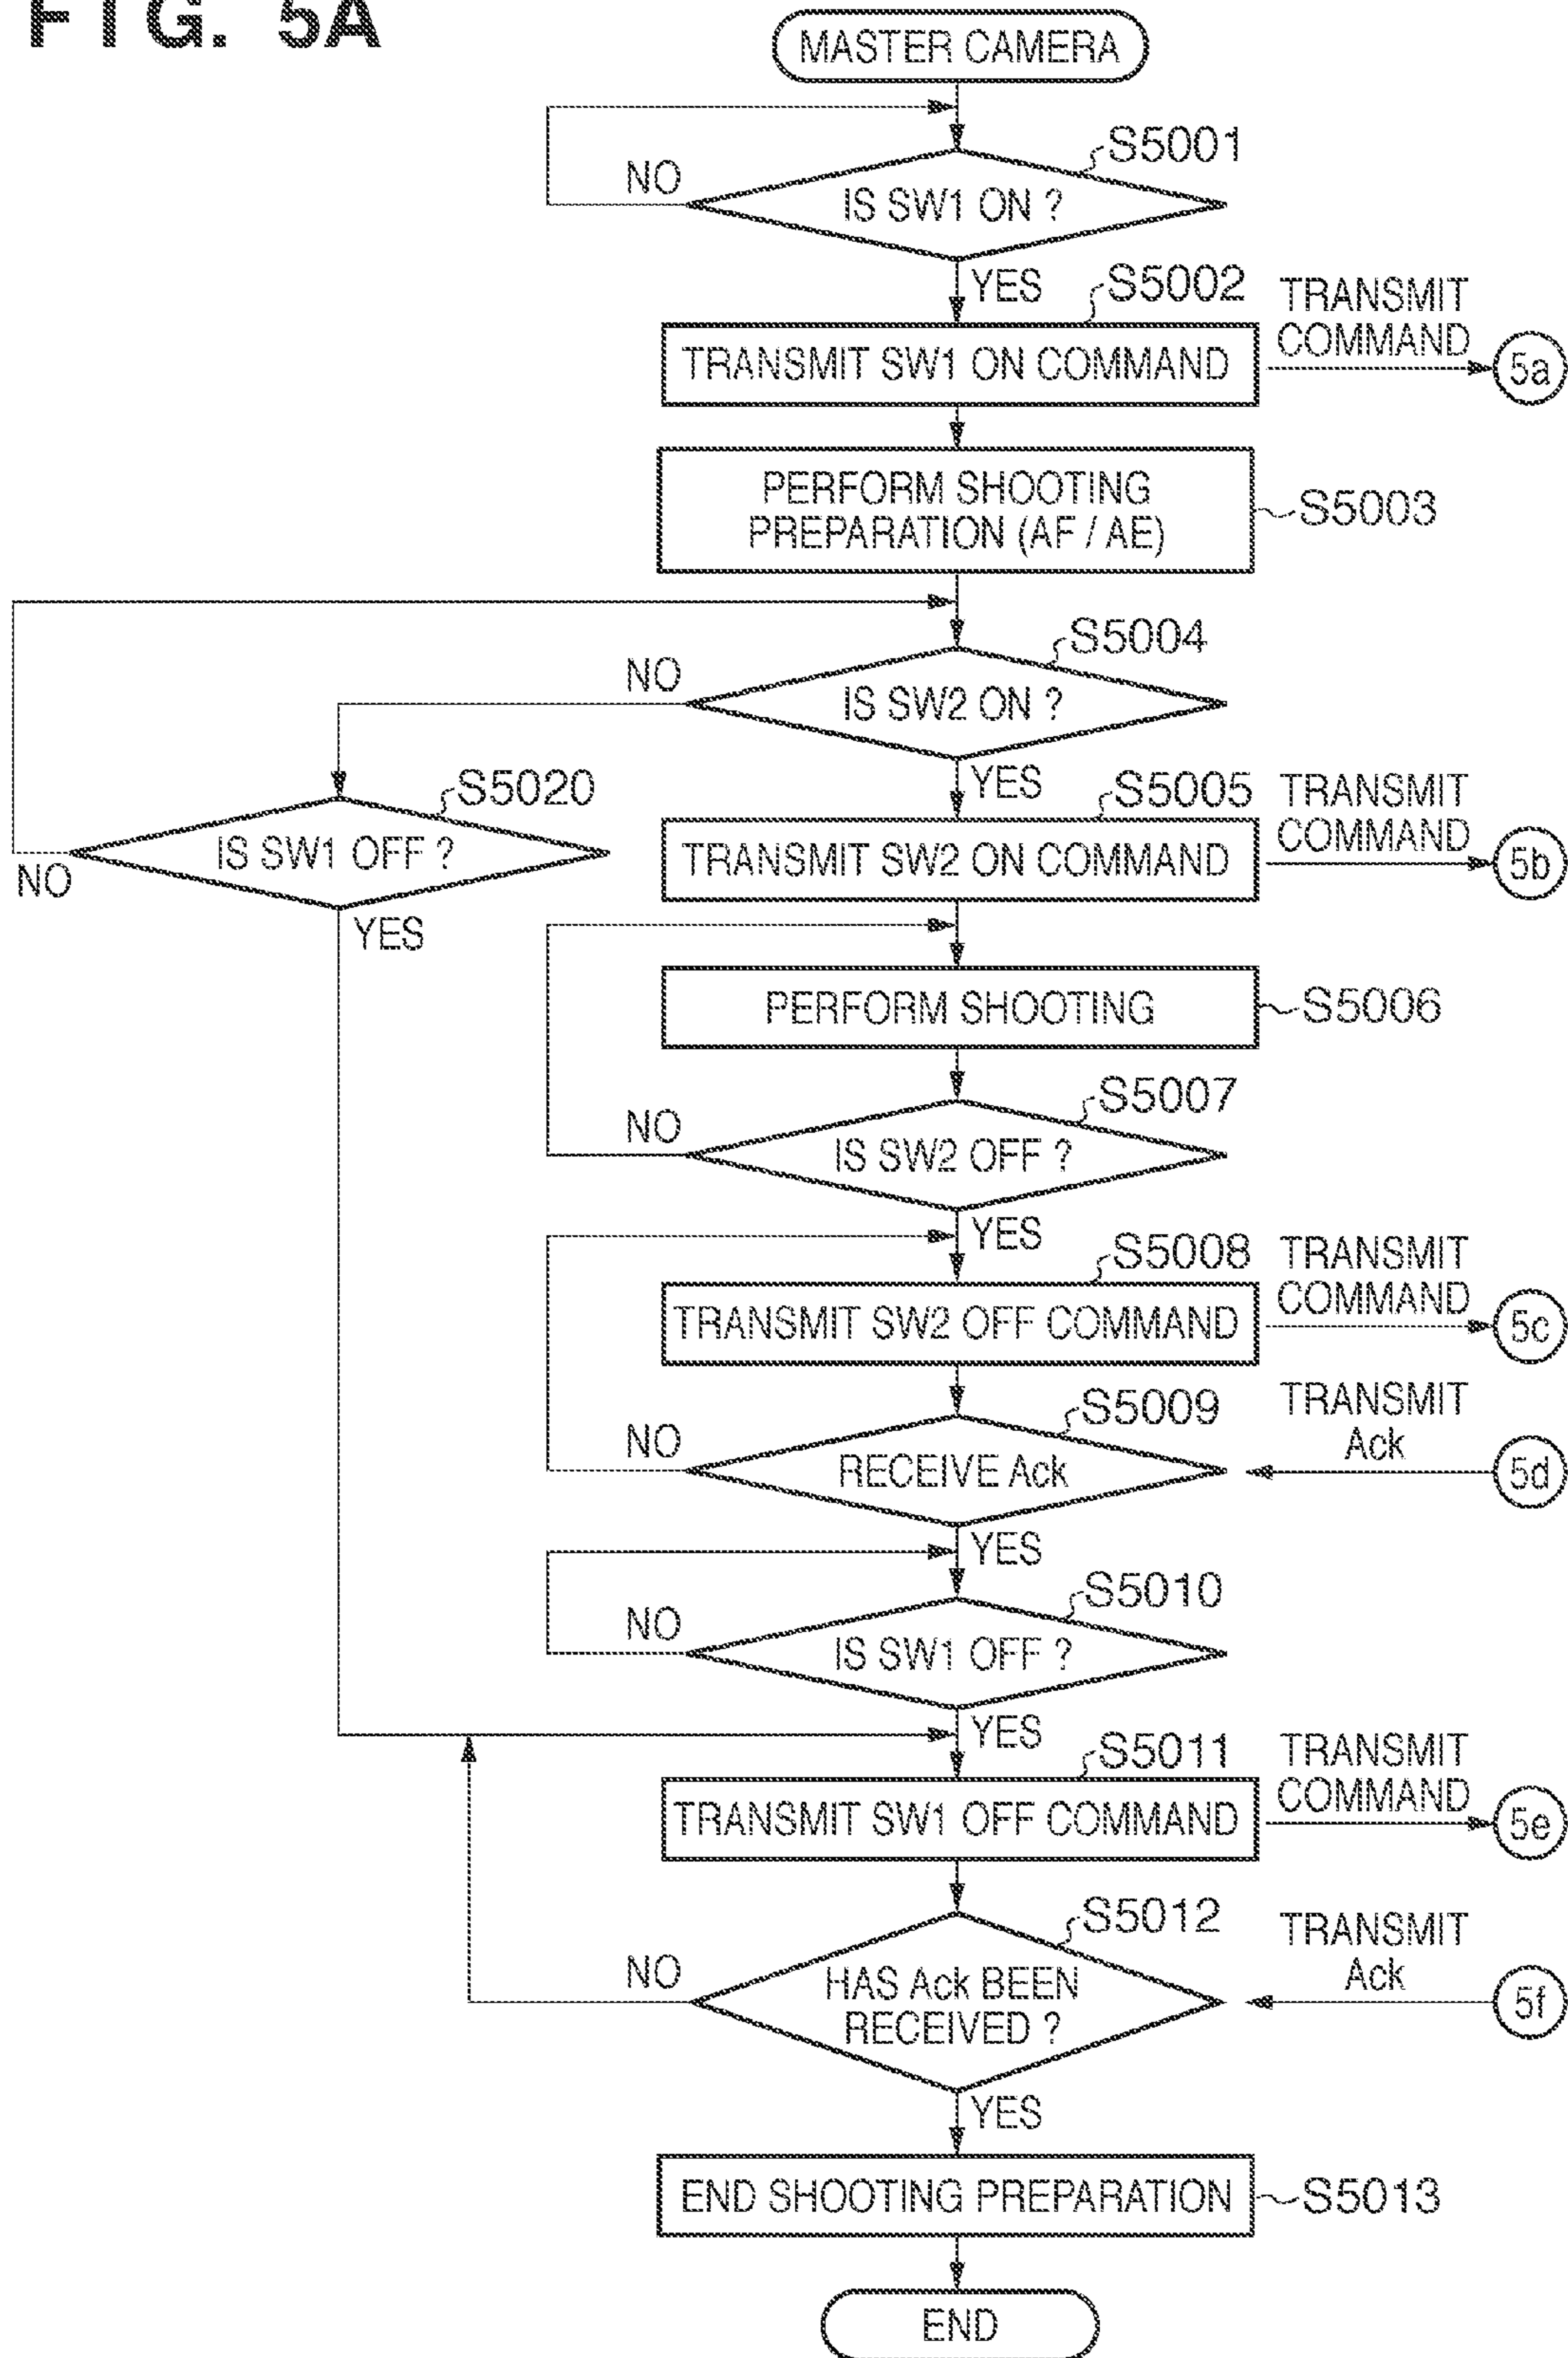 FIG. 5A
MASTER CAMERA
S5001
NO
IS SW1 ON ?
YES
S5002
TRANSMIT
COMMAND
TRANSMIT SW1 ON COMMAND
5a
PERFORM SHOOTING
PREPARATION (AF / AE)
S5003
S5004
NO
IS SW2 ON ?
YES
S5020
IS SW1 OFF ?
NO
YES
S5005
TRANSMIT
COMMAND
TRANSMIT SW2 ON COMMAND
5b
PERFORM SHOOTING
S5006
S5007
NO
IS SW2 OFF ?
YES
S5008
TRANSMIT
COMMAND
TRANSMIT SW2 OFF COMMAND
5c
S5009
TRANSMIT
Ack
NO
RECEIVE Ack
5d
YES
S5010
NO
IS SW1 OFF ?
YES
S5011
TRANSMIT
COMMAND
TRANSMIT SW1 OFF COMMAND
5e
S5012
TRANSMIT
Ack
NO
HAS Ack BEEN
RECEIVED ?
5f
YES
END SHOOTING PREPARATION
S5013
END